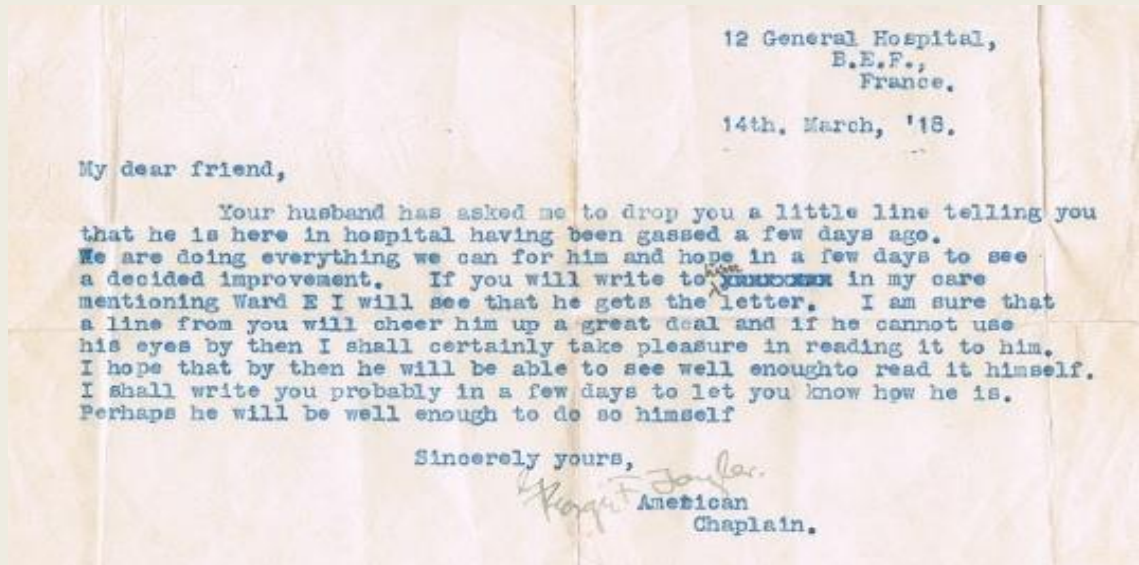 12 General Hospital,
B.E.F.,
France.
14th. March, '18.
My dear friend,
Your husband has asked me to drop you a little line telling you
that he is here in hospital having been gassed a few days ago.
We are doing everything we can for him and hope in a few days to see
a decided improvement. If you will write to him in my care
mentioning Ward E I will see that he gets the letter. I am sure that
a line from you will cheer him up a great deal and if he cannot use
his eyes by then I shall certainly take pleasure in reading it to him.
I hope that by then he will be able to see well enoughto read it himself.
I shall write you probably in a few days to let you know how he is.
Perhaps he will be well enough to do so himself
Sincerely yours,
American
Chaplain.